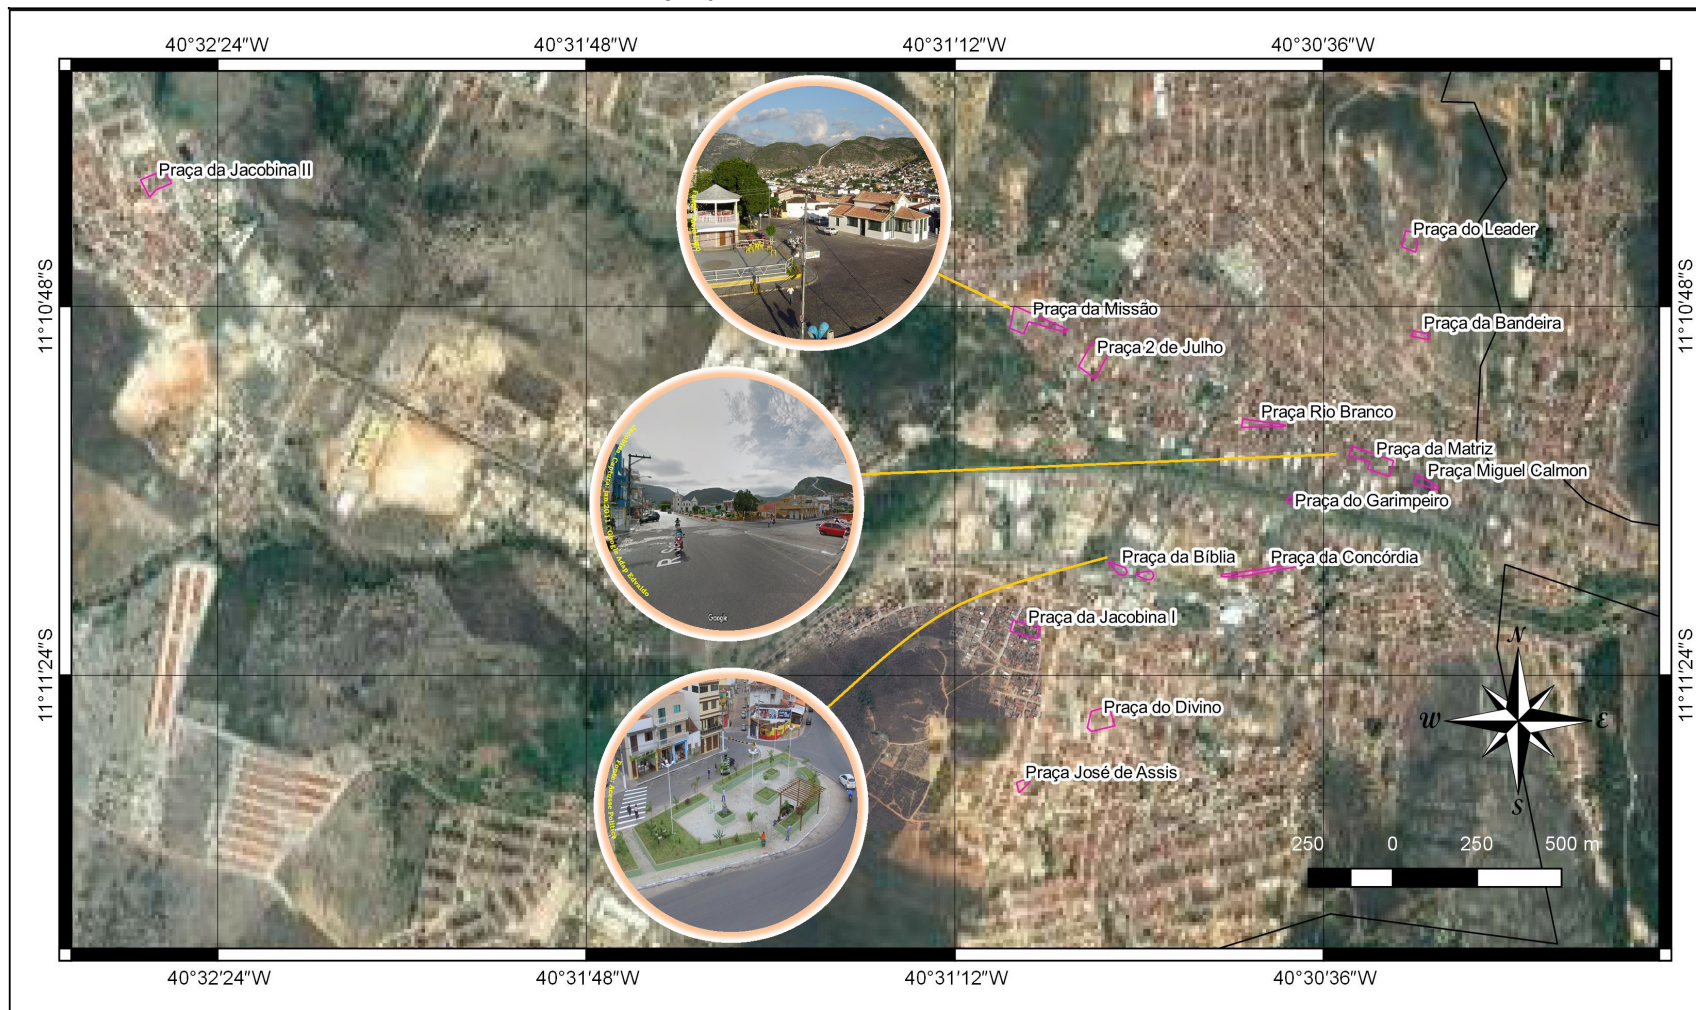 40°32'24"W
40°31'48"W
40°31'12"W
40°30'36"W
Praça da Jacobina II
Praça do Leader
11°10'48"S
11°10'48"S
Praça da Missão
Praça da Bandeira
Praça 2 de Julho
Praça Rio Branco
Praça da Matriz
Praça Miguel Calmon
Praça do Garimpeiro
Praça da Bíblia
Praça da Concórdia
Google
Praça da Jacobina I
11°11'24"S
11°11'24"S
N
W
E
S
Praça do Divino
Praça José de Assis
250 0 250 500 m
40°32'24"W
40°31'48"W
40°31'12"W
40°30'36"W